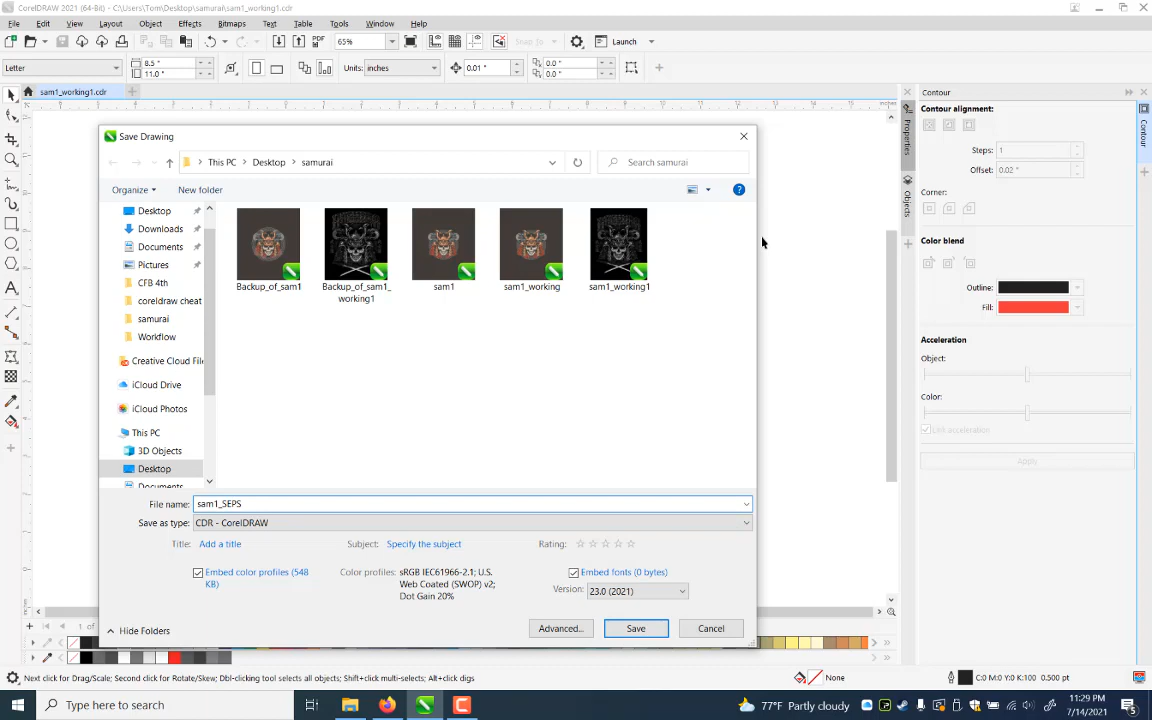 CorelDRAW 2021 (64-Bit) - C:\Users\Tom\Desktop\samurai\sam1_working1.cdr
File Edit View Layout Object Effects Bitmaps Text Table Tools Window Help
PDF 65% Snap To Launch
Letter 8.5 " 11.0 " Units: inches 0.01 " 0.0 " 0.0 "
sam1_working1.cdr
inches
Save Drawing
This PC Desktop samurai Search samurai
Organize New folder
Desktop
Downloads
Documents
Pictures
CFB 4th
coreldraw cheat
samurai
Workflow
Creative Cloud File
iCloud Drive
iCloud Photos
This PC
3D Objects
Desktop
Documents
Backup_of_sam1
Backup_of_sam1_
working1
sam1
sam1_working
sam1_working1
File name: sam1_SEPS
Save as type: CDR - CorelDRAW
Title: Add a title Subject: Specify the subject Rating:
Embed color profiles (548
KB)
Color profiles: sRGB IEC61966-2.1; U.S.
Web Coated (SWOP) v2;
Dot Gain 20%
Embed fonts (0 bytes)
Version: 23.0 (2021)
Hide Folders Advanced... Save Cancel
Contour
Contour alignment:
Steps: 1
Offset: 0.02 "
Corner:
Color blend
Outline:
Fill:
Acceleration
Object:
Color:
Link acceleration
Apply
Properties
Objects
Contour
1 of
Next click for Drag/Scale; Second click for Rotate/Skew; Dbl-clicking tool selects all objects; Shift+click multi-selects; Alt+click digs
None
C:0 M:0 Y:0 K:100 0.500 pt
Type here to search
77°F Partly cloudy
11:29 PM
7/14/2021
5